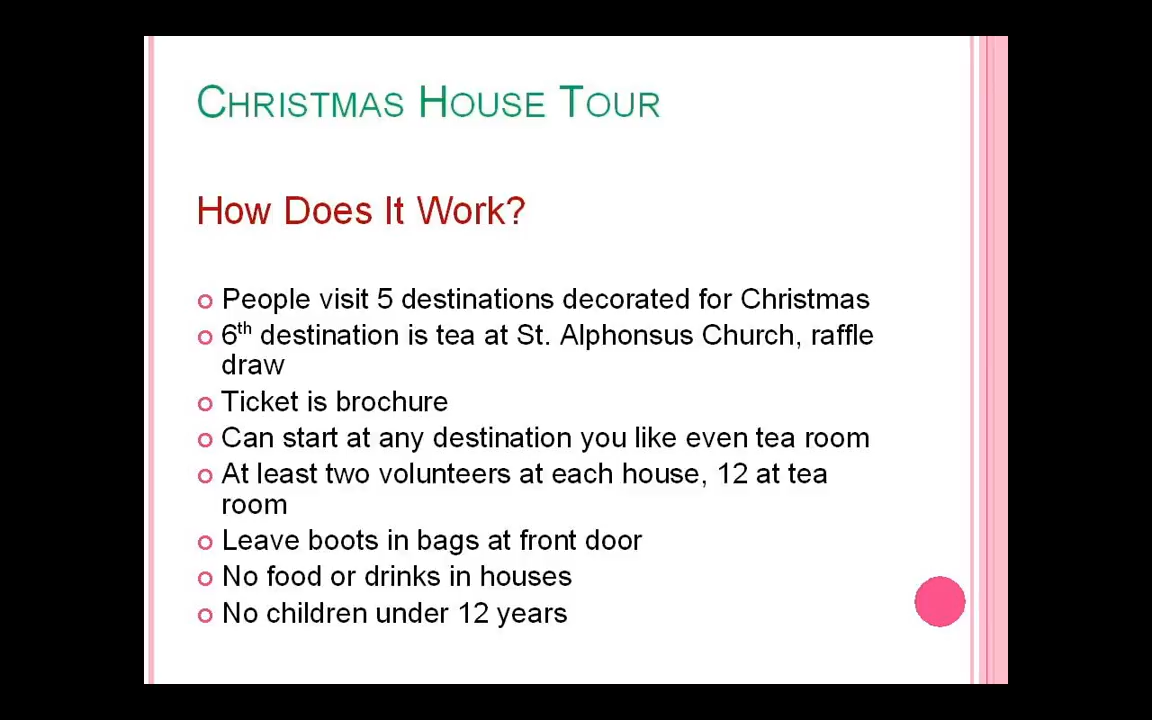 Christmas House Tour
How Does It Work?
People visit 5 destinations decorated for Christmas
6th destination is tea at St. Alphonsus Church, raffle
draw
Ticket is brochure
Can start at any destination you like even tea room
At least two volunteers at each house, 12 at tea
room
Leave boots in bags at front door
No food or drinks in houses
No children under 12 years